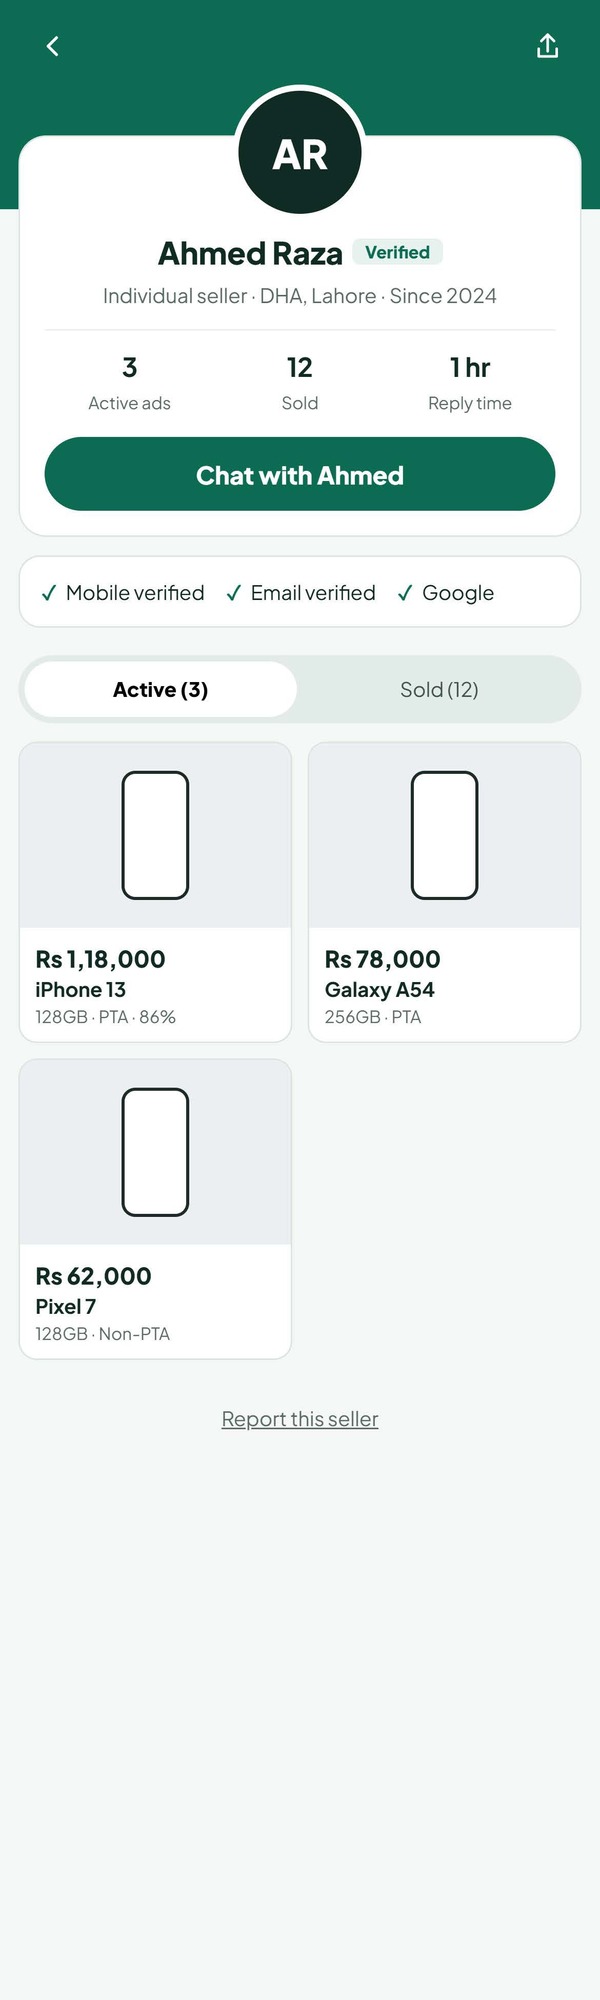 AR
Ahmed Raza Verified
Individual seller · DHA, Lahore · Since 2024
3 12 1 hr
Active ads Sold Reply time
Chat with Ahmed
✓ Mobile verified ✓ Email verified ✓ Google
Active (3) Sold (12)
Rs 1,18,000
iPhone 13
128GB · PTA · 86%
Rs 78,000
Galaxy A54
256GB · PTA
Rs 62,000
Pixel 7
128GB · Non-PTA
Report this seller